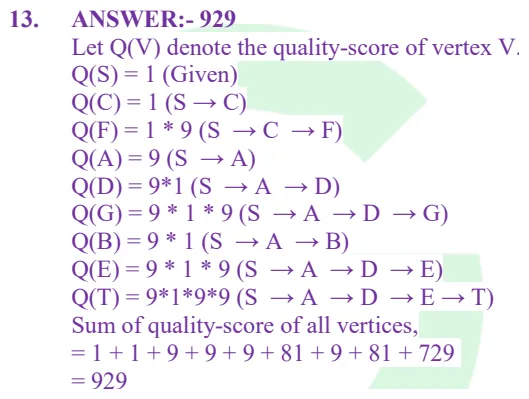 13. ANSWER:- 929
Let Q(V) denote the quality-score of vertex V.
Q(S) = 1 (Given)
Q(C) = 1 (S → C)
Q(F) = 1 * 9 (S → C → F)
Q(A) = 9 (S → A)
Q(D) = 9*1 (S → A → D)
Q(G) = 9 * 1 * 9 (S → A → D → G)
Q(B) = 9 * 1 (S → A → B)
Q(E) = 9 * 1 * 9 (S → A → D → E)
Q(T) = 9*1*9*9 (S → A → D → E → T)
Sum of quality-score of all vertices,
= 1 + 1 + 9 + 9 + 9 + 81 + 9 + 81 + 729
= 929